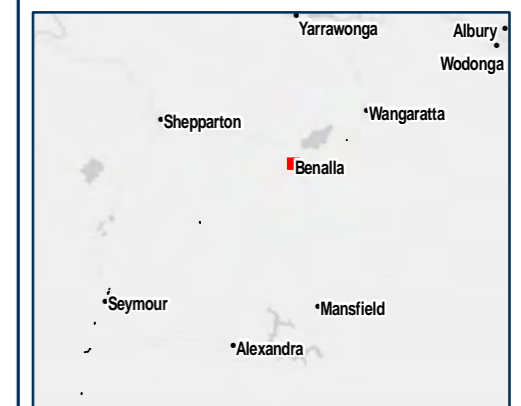 Yarrawonga
Albury
Wodonga
Wangaratta
Shepparton
Benalla
Seymour
Mansfield
Alexandra